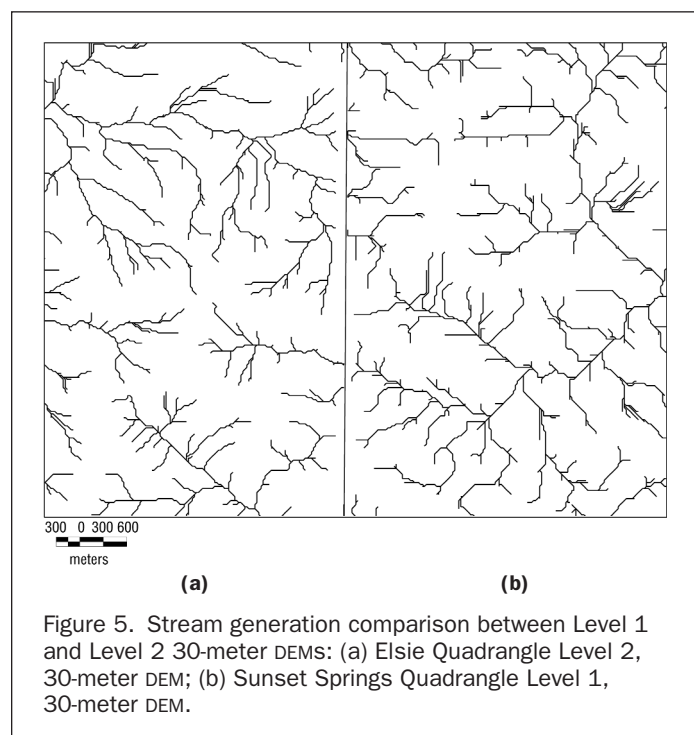 300 0 300 600
meters
(a) (b)
Figure 5. Stream generation comparison between Level 1
and Level 2 30-meter DEMs: (a) Elsie Quadrangle Level 2,
30-meter DEM; (b) Sunset Springs Quadrangle Level 1,
30-meter DEM.